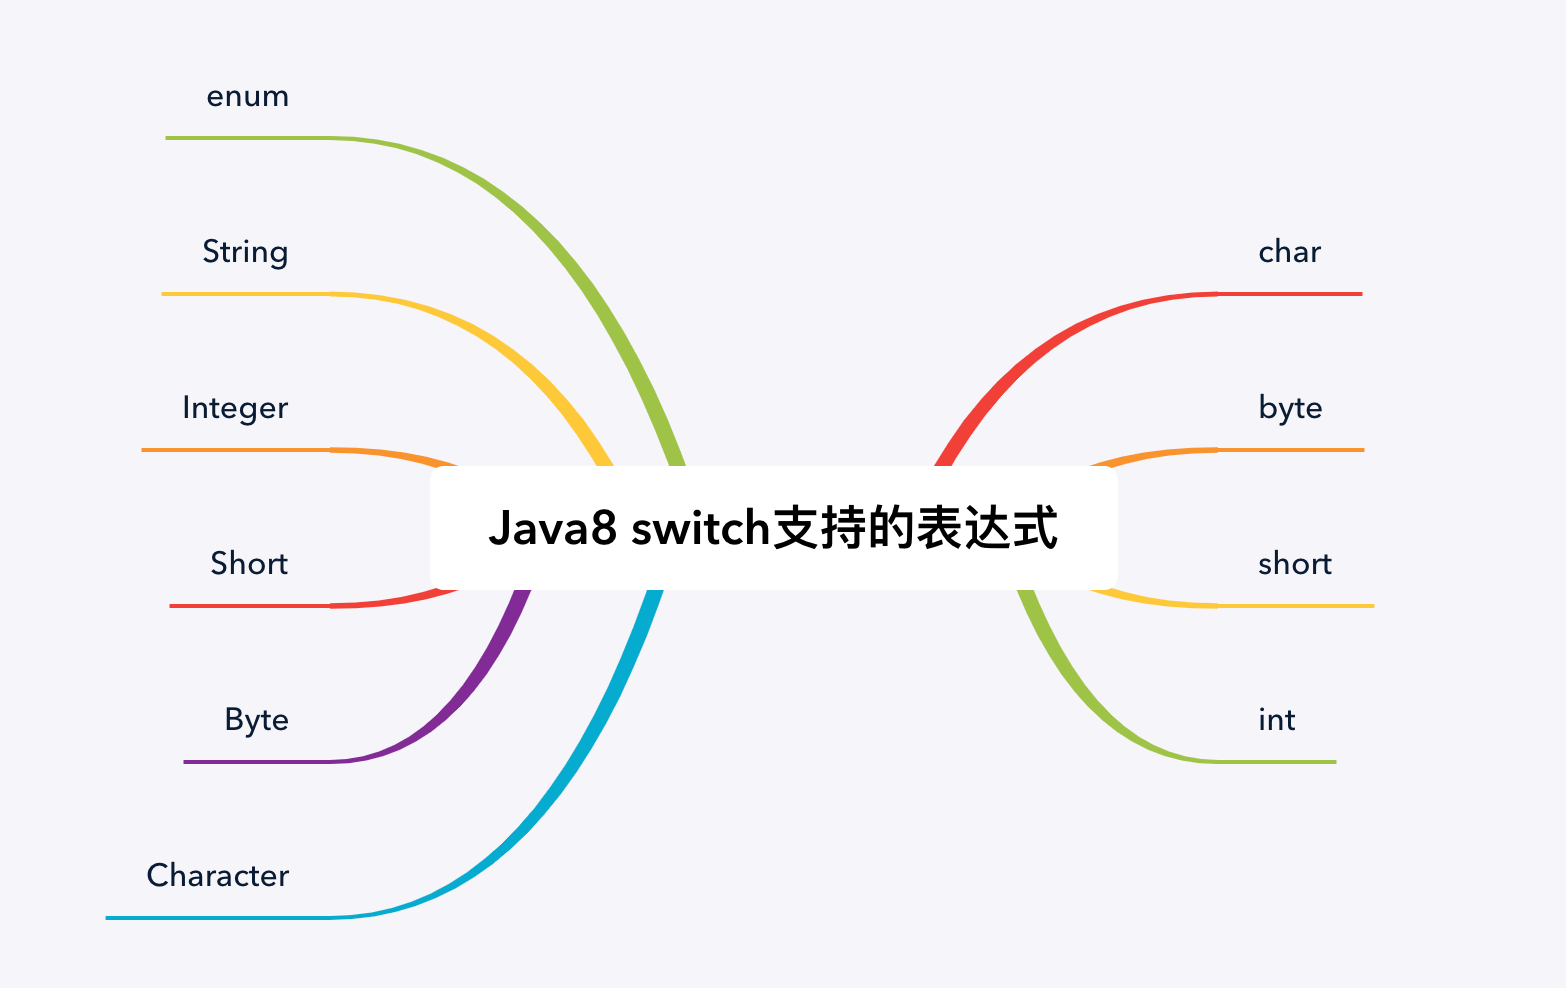 enum
String
Integer
Short
Byte
Character
Java8 switch支持的表达式
char
byte
short
int